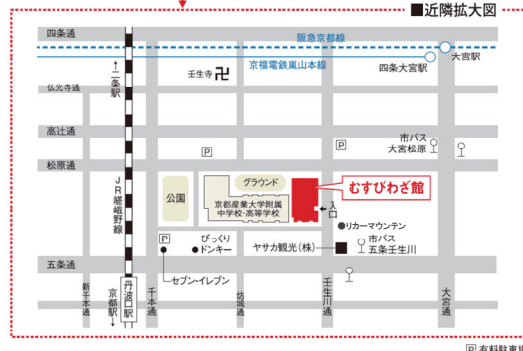 ■近隣拡大図
四条通
阪急京都線
大宮駅
京福電鉄嵐山本線
四条大宮駅
↑二条駅
壬生寺卍
仏光寺通
高辻通
市バス
大宮松原
P
P
松原通
JR嵯峨野線
公園
グラウンド
京都産業大学附属
中学校・高等学校
むすびわざ館
←入口
●リカーマウンテン
市バス
五条壬生川
P
びっくり
●ドンキー
ヤサカ観光(株)
五条通
セブン-イレブン
新千本通
京都駅↓
丹波口駅
千本通
坊城通
壬生川通
大宮通
P 有料駐車場